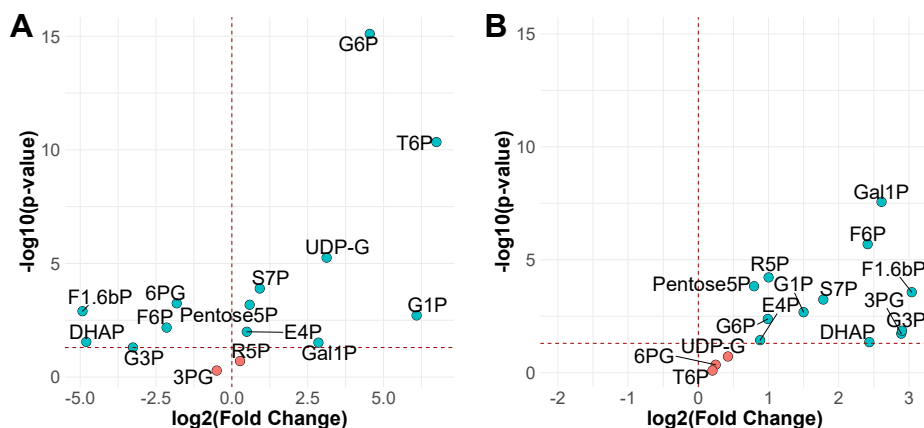 A
15
10
5
0
-log10(p-value)
G6P
T6P
UDP-G
S7P
F1.6bP
6PG
F6P
Pentose5P
G1P
DHAP
E4P
G3P
R5P
Gal1P
3PG
-5.0
-2.5
0.0
2.5
5.0
log2(Fold Change)
B
15
10
5
0
-log10(p-value)
Gal1P
F6P
R5P
Pentose5P
G1P
F1.6bP
S7P
3PG
E4P
G6P
G3P
DHAP
UDP-G
6PG
T6P
-2
-1
0
1
2
3
log2(Fold Change)